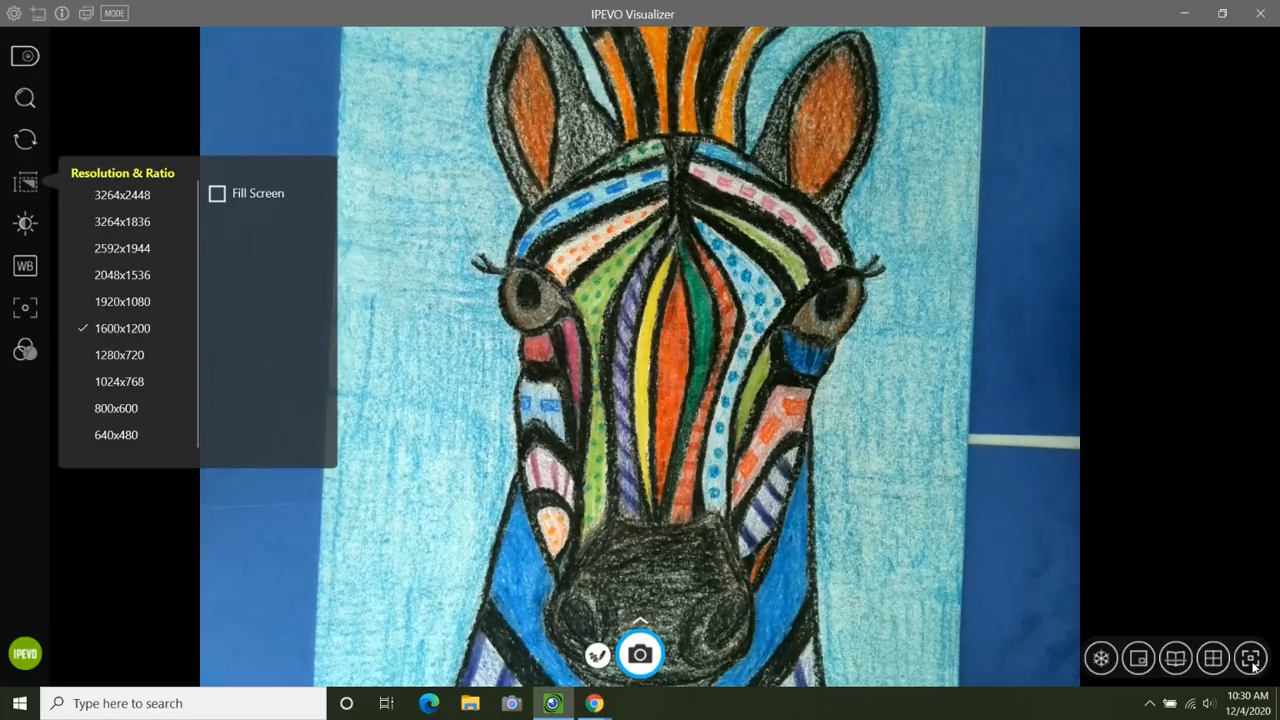 MODE
IPEVO Visualizer
Resolution & Ratio
3264x2448
Fill Screen
3264x1836
2592x1944
2048x1536
1920x1080
WB
1600x1200
1280x720
1024x768
800x600
640x480
IPEVO
Type here to search
10:30 AM
12/4/2020